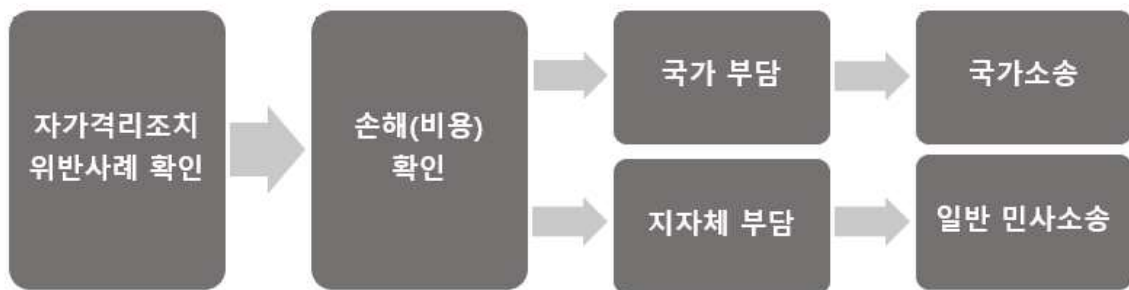 자가격리조치
위반사례 확인
손해(비용)
확인
국가 부담
국가소송
지자체 부담
일반 민사소송